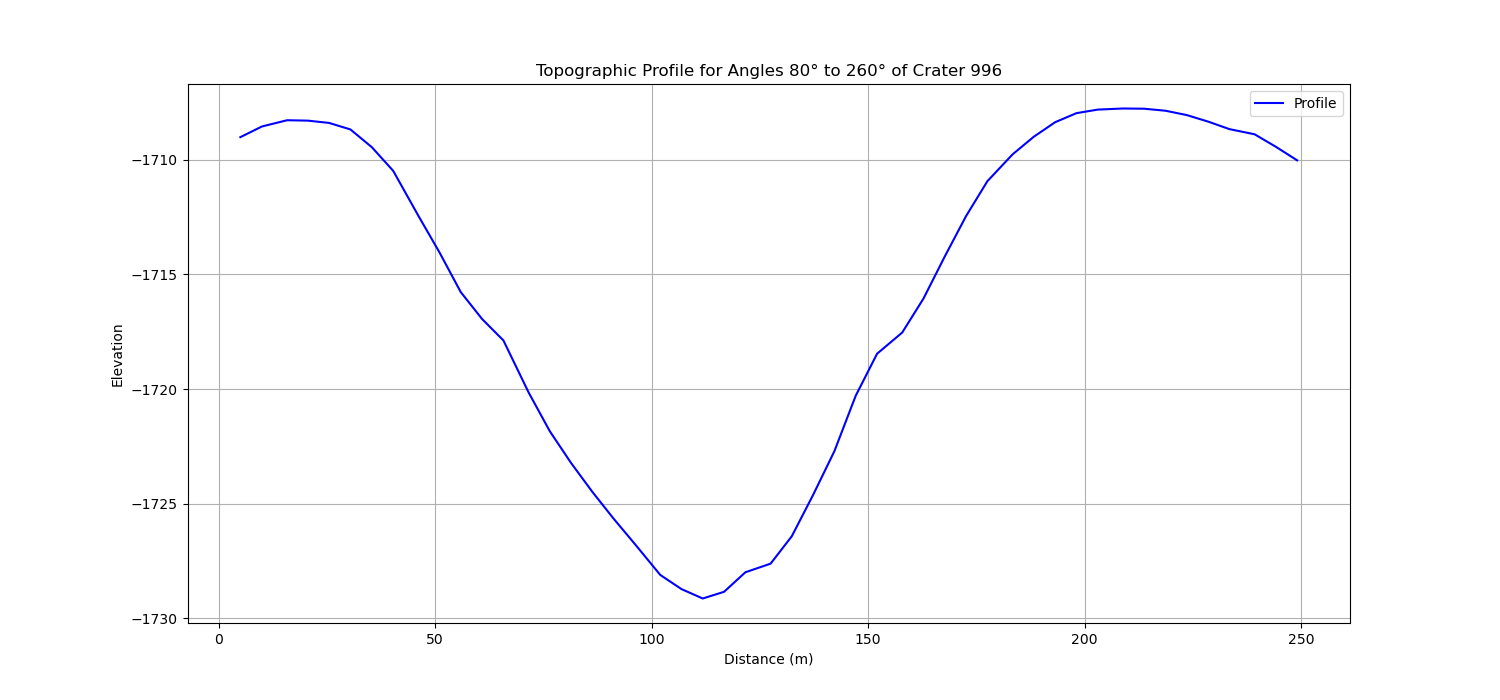 Topographic Profile for Angles 80° to 260° of Crater 996
Profile
−1710
−1715
−1720
−1725
−1730
Elevation
0 50 100 150 200 250
Distance (m)